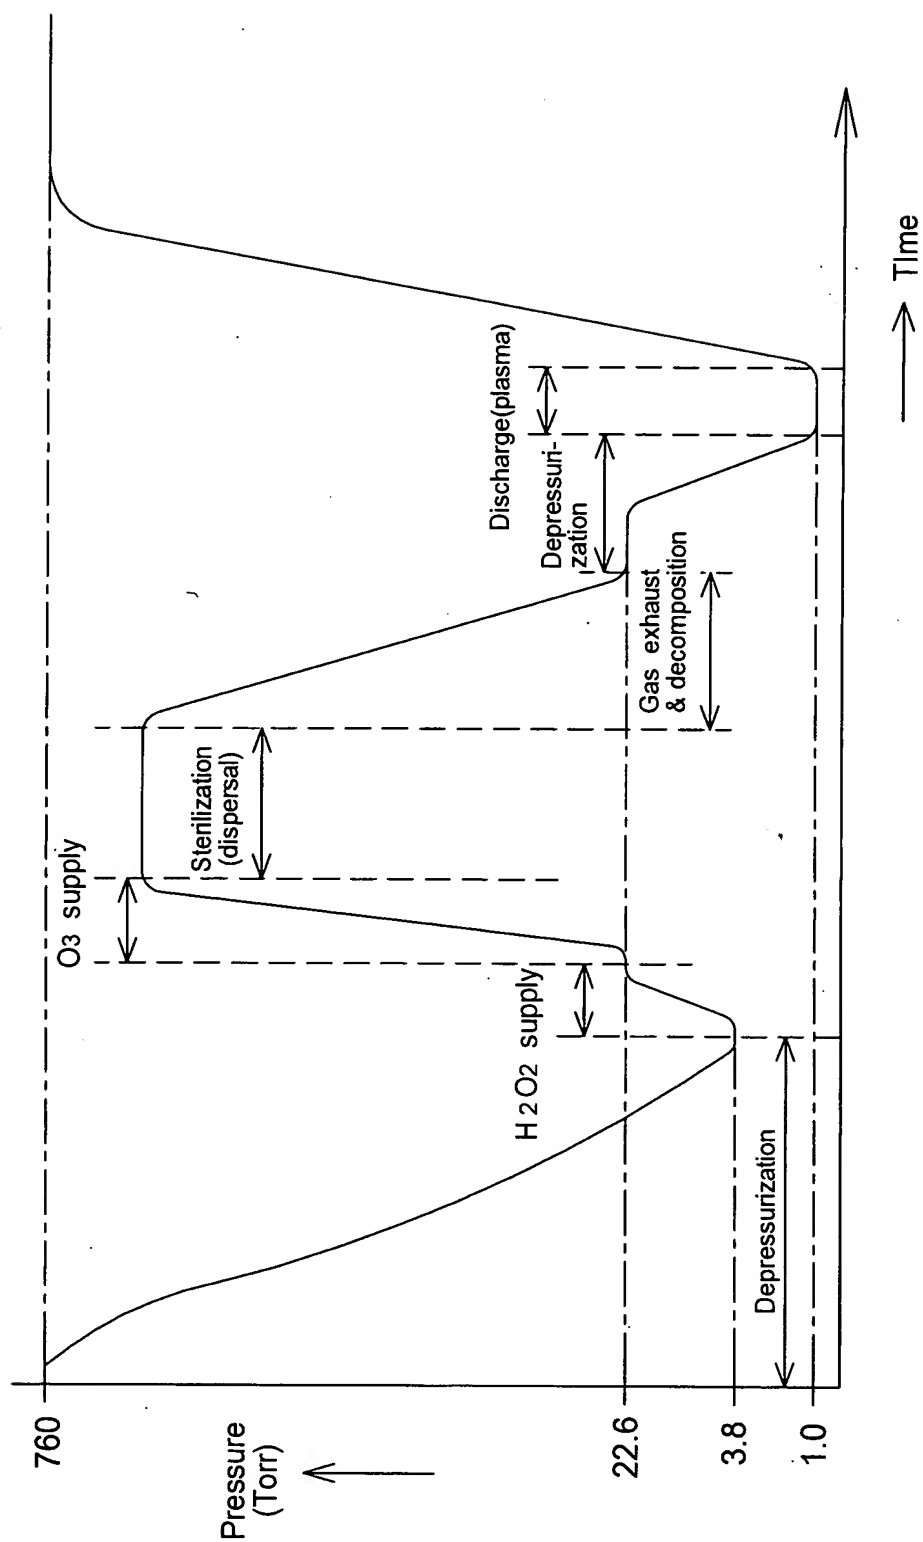 760
Pressure
(Torr)
22.6
3.8
1.0
O3 supply
Sterilization
(dispersal)
H2O2 supply
Depressurization
Gas exhaust
& decomposition
Depressuri-
zation
Discharge(plasma)
TIme